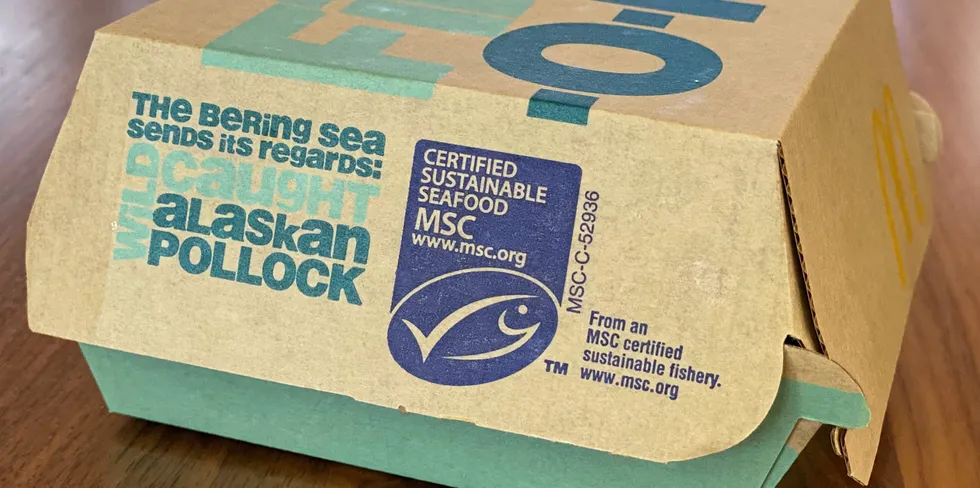 THE BeRing sea
senDS its regarDS:
WILD caugHT
aLaskan
POLLOCK
CERTIFIED
SUSTAINABLE
SEAFOOD
MSC
www.msc.org
TM
MSC-C-52936
From an
MSC certified
sustainable fishery.
www.msc.org